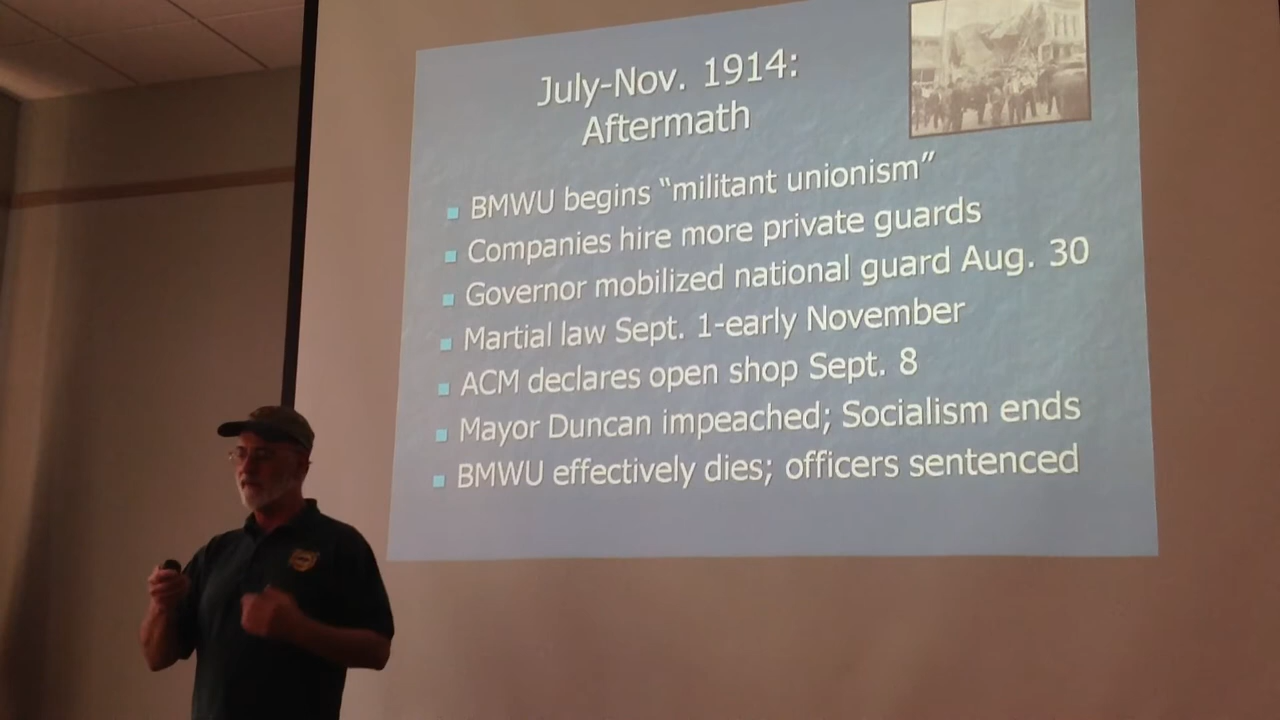 July-Nov. 1914:
Aftermath
BMWU begins “militant unionism”
Companies hire more private guards
Governor mobilized national guard Aug. 30
Martial law Sept. 1-early November
ACM declares open shop Sept. 8
Mayor Duncan impeached; Socialism ends
BMWU effectively dies; officers sentenced